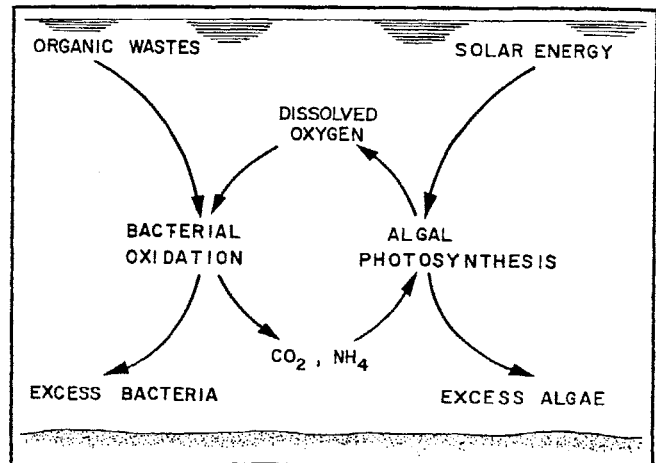 ORGANIC WASTES
SOLAR ENERGY
DISSOLVED
OXYGEN
BACTERIAL
OXIDATION
ALGAL
PHOTOSYNTHESIS
CO₂ , NH₄
EXCESS BACTERIA
EXCESS ALGAE